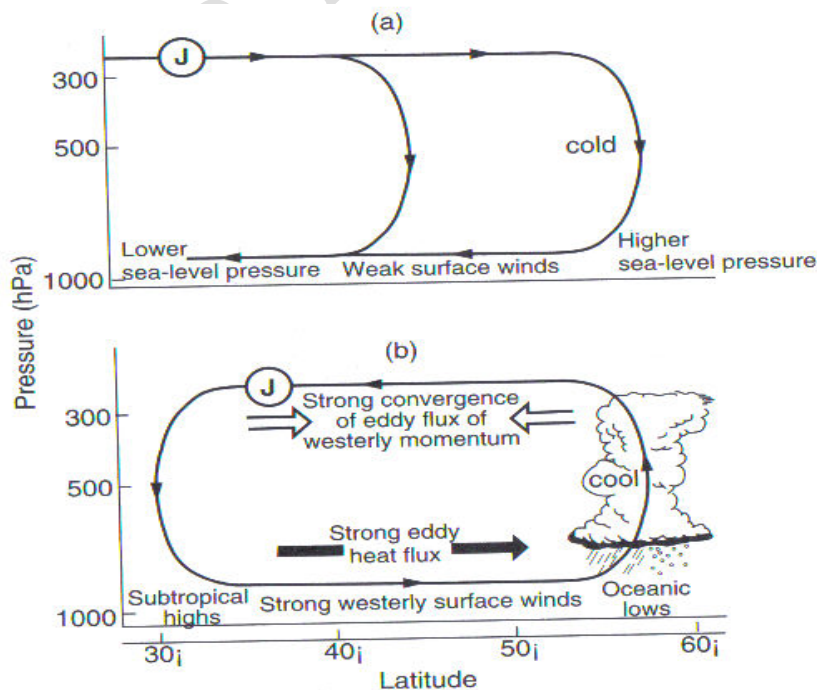 (a)
J
300
500
cold
Lower
sea-level pressure
Weak surface winds
Higher
sea-level pressure
1000
Pressure (hPa)
(b)
J
300
Strong convergence
of eddy flux of
westerly momentum
500
cool
Strong eddy
heat flux
Subtropical
highs
Strong westerly surface winds
Oceanic
lows
1000
30¡ 40¡ 50¡ 60¡
Latitude